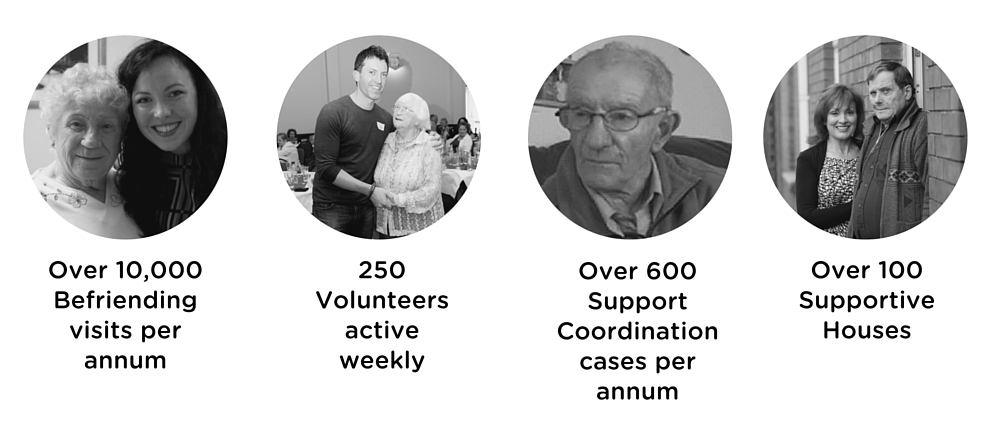 Over 10,000
Befriending
visits per
annum
250
Volunteers
active
weekly
Over 600
Support
Coordination
cases per
annum
Over 100
Supportive
Houses